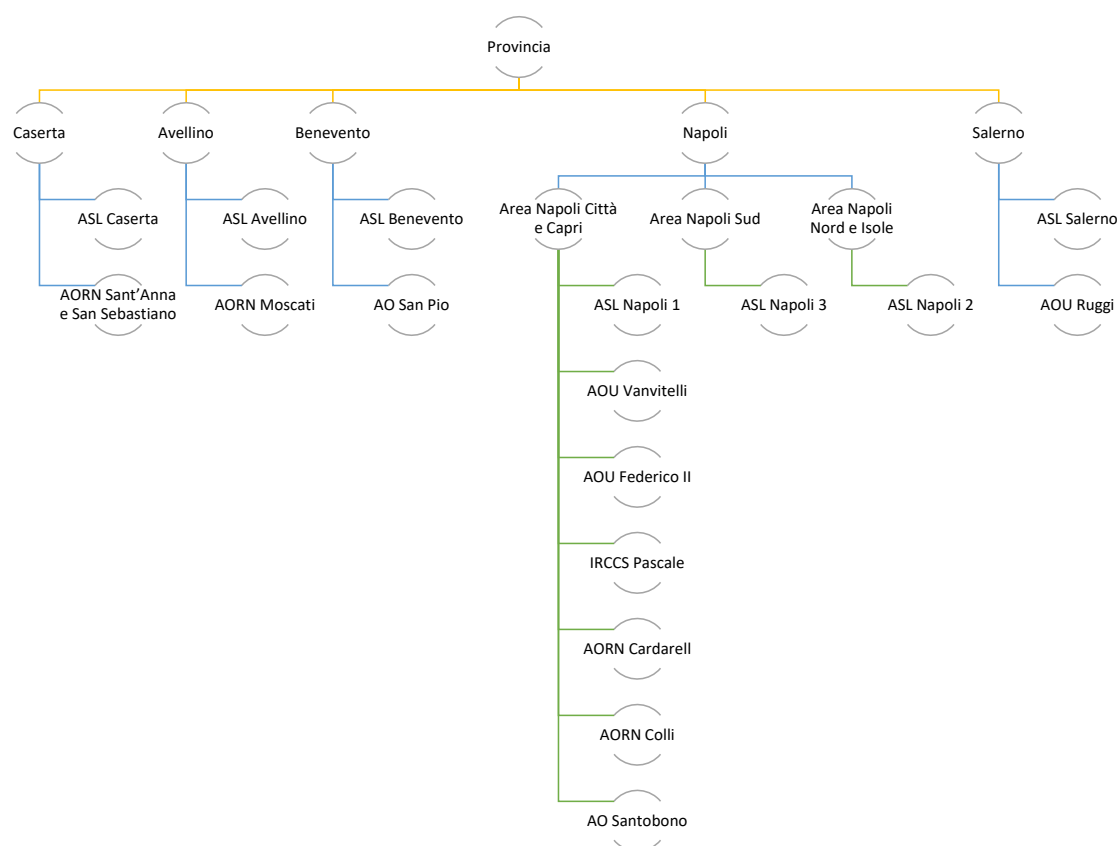 Provincia
Caserta
Avellino
Benevento
Napoli
Salerno
ASL Caserta
ASL Avellino
ASL Benevento
Area Napoli Città
e Capri
Area Napoli Sud
Area Napoli
Nord e Isole
ASL Salerno
AORN Sant’Anna
e San Sebastiano
AORN Moscati
AO San Pio
ASL Napoli 1
ASL Napoli 3
ASL Napoli 2
AOU Ruggi
AOU Vanvitelli
AOU Federico II
IRCCS Pascale
AORN Cardarell
AORN Colli
AO Santobono